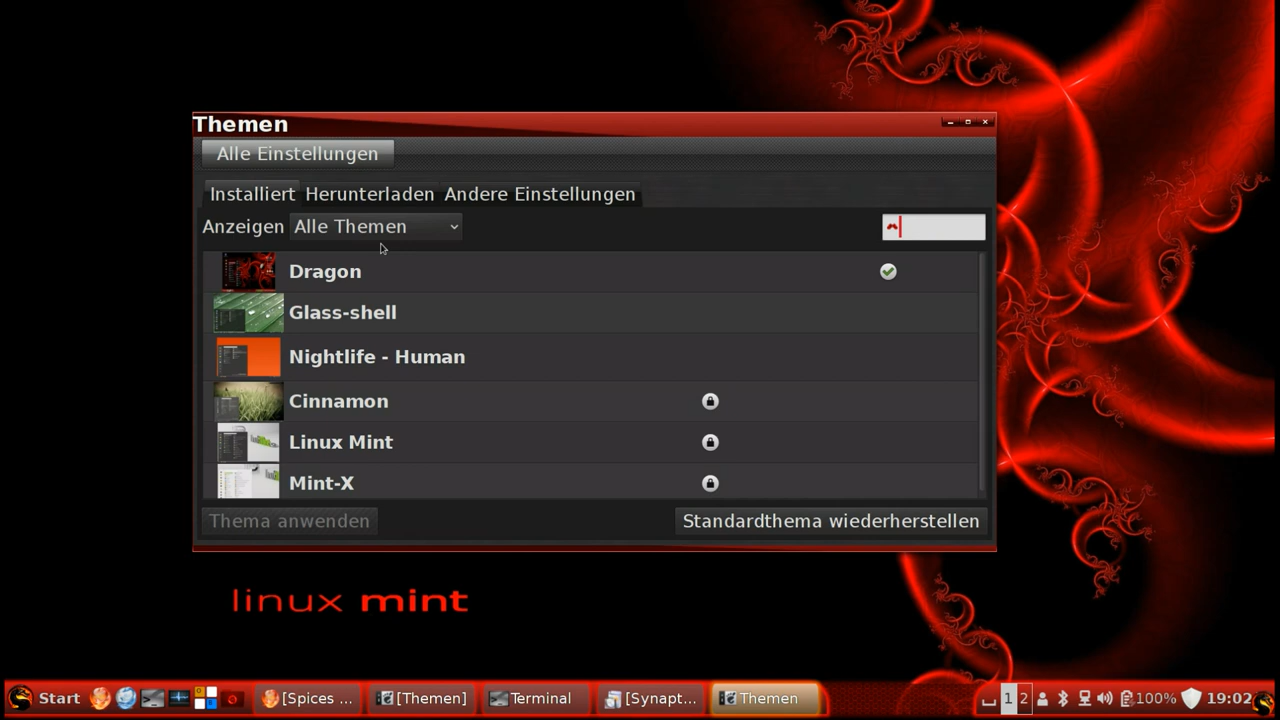 Themen
Alle Einstellungen
Installiert Herunterladen Andere Einstellungen
Anzeigen Alle Themen
Dragon
Glass-shell
Nightlife - Human
Cinnamon
Linux Mint
Mint-X
Thema anwenden Standardthema wiederherstellen
linux mint
Start [Spices ... [Themen] Terminal [Synapt... Themen 1 2 100% 19:02